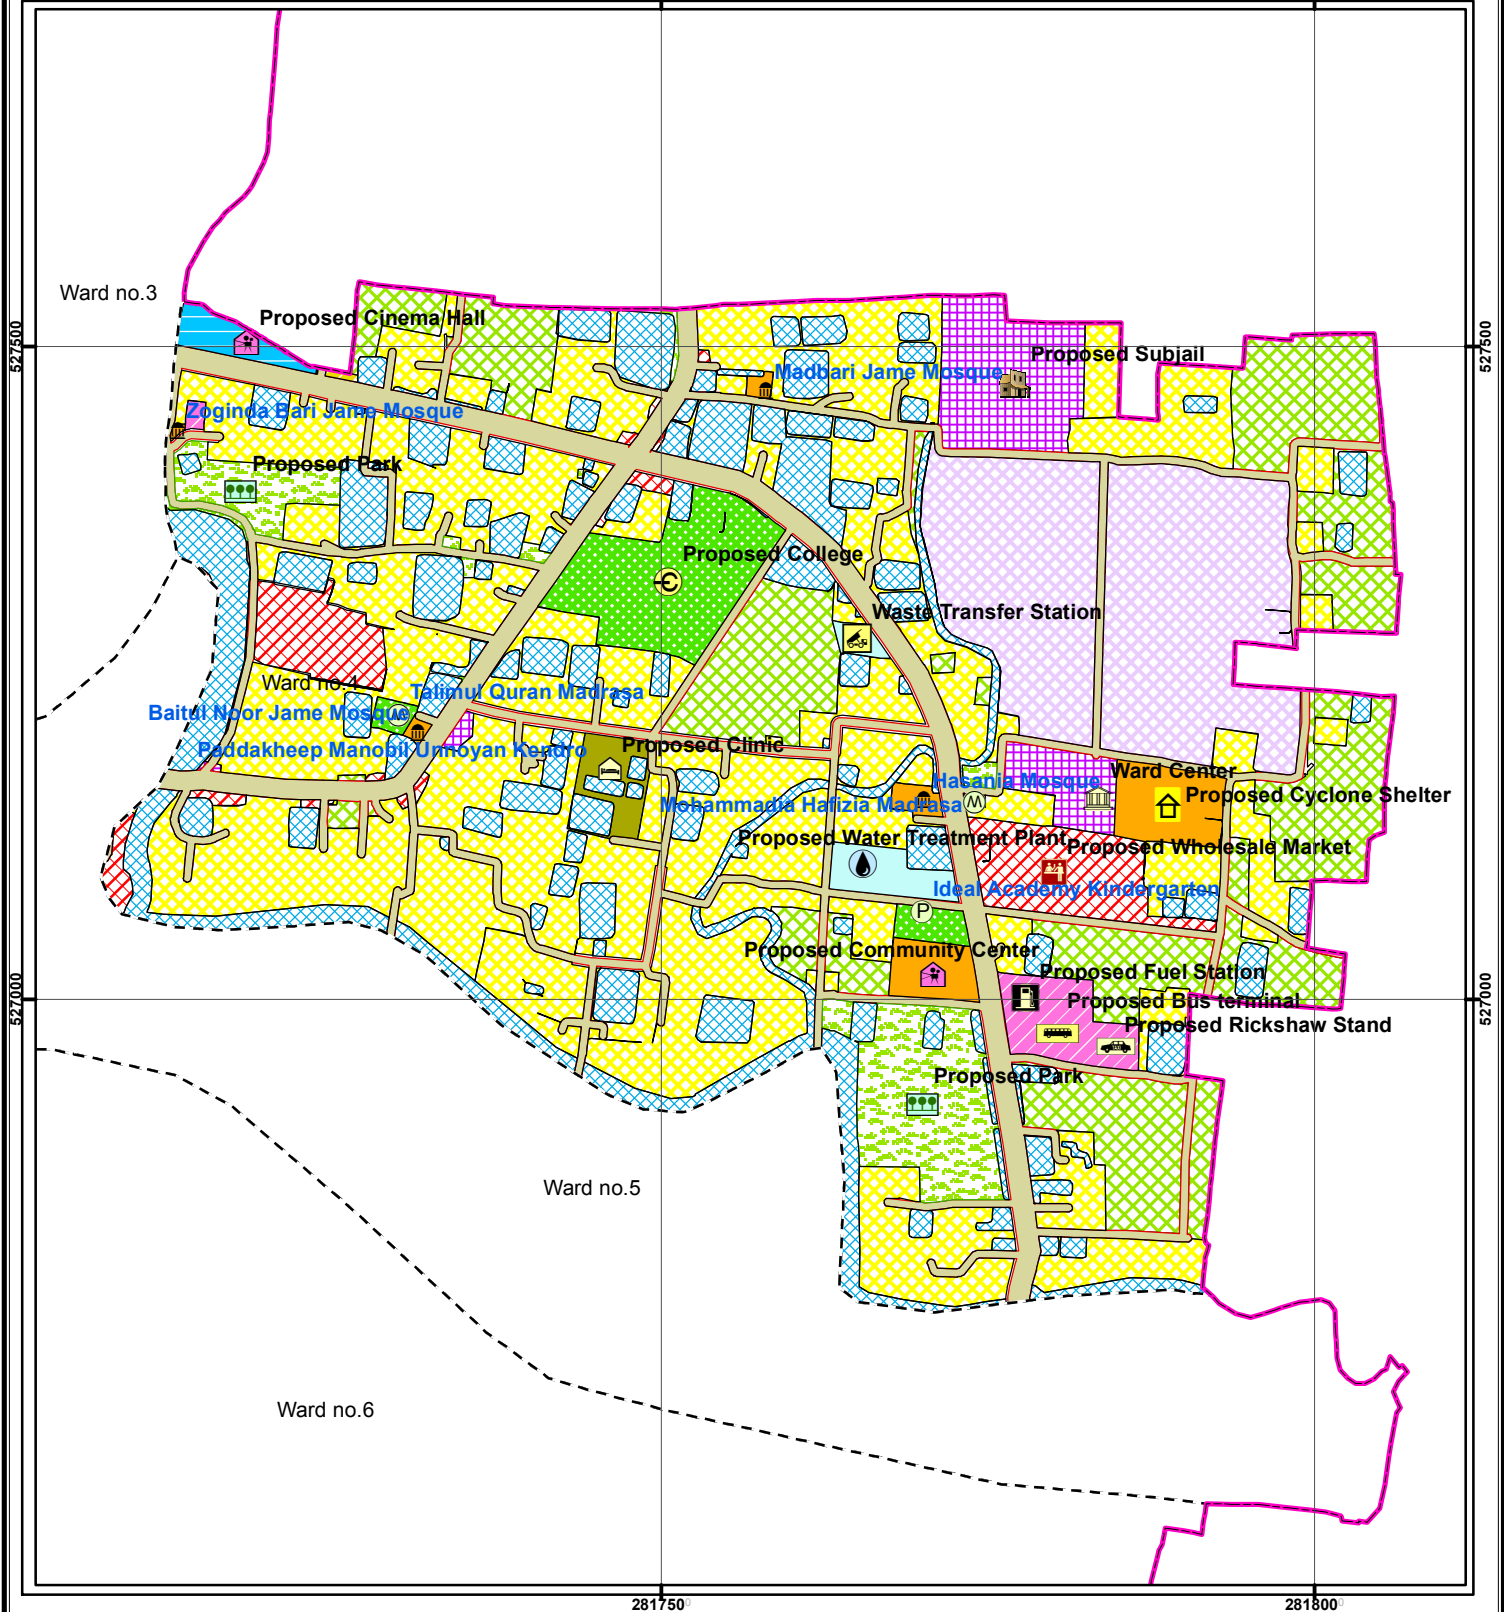 Ward no.3
Proposed Cinema Hall
527500
527500
Proposed Subjail
Madbari Jame Mosque
Zoginda Bari Jame Mosque
Proposed Park
Proposed College
Waste Transfer Station
Ward no.4
Talimul Quran Madrasa
Baitul Noor Jame Mosque
M
Paddakheep Manobil Unnoyan Kendro
Proposed Clinic
Hasania Mosque
Ward Center
Proposed Cyclone Shelter
Mohammadia Hafizia Madrasa
M
Proposed Water Treatment Plant
Proposed Wholesale Market
Ideal Academy Kindergarten
P
Proposed Community Center
Proposed Fuel Station
527000
527000
Proposed Bus terminal
Proposed Rickshaw Stand
Proposed Park
Ward no.5
Ward no.6
281750
281800